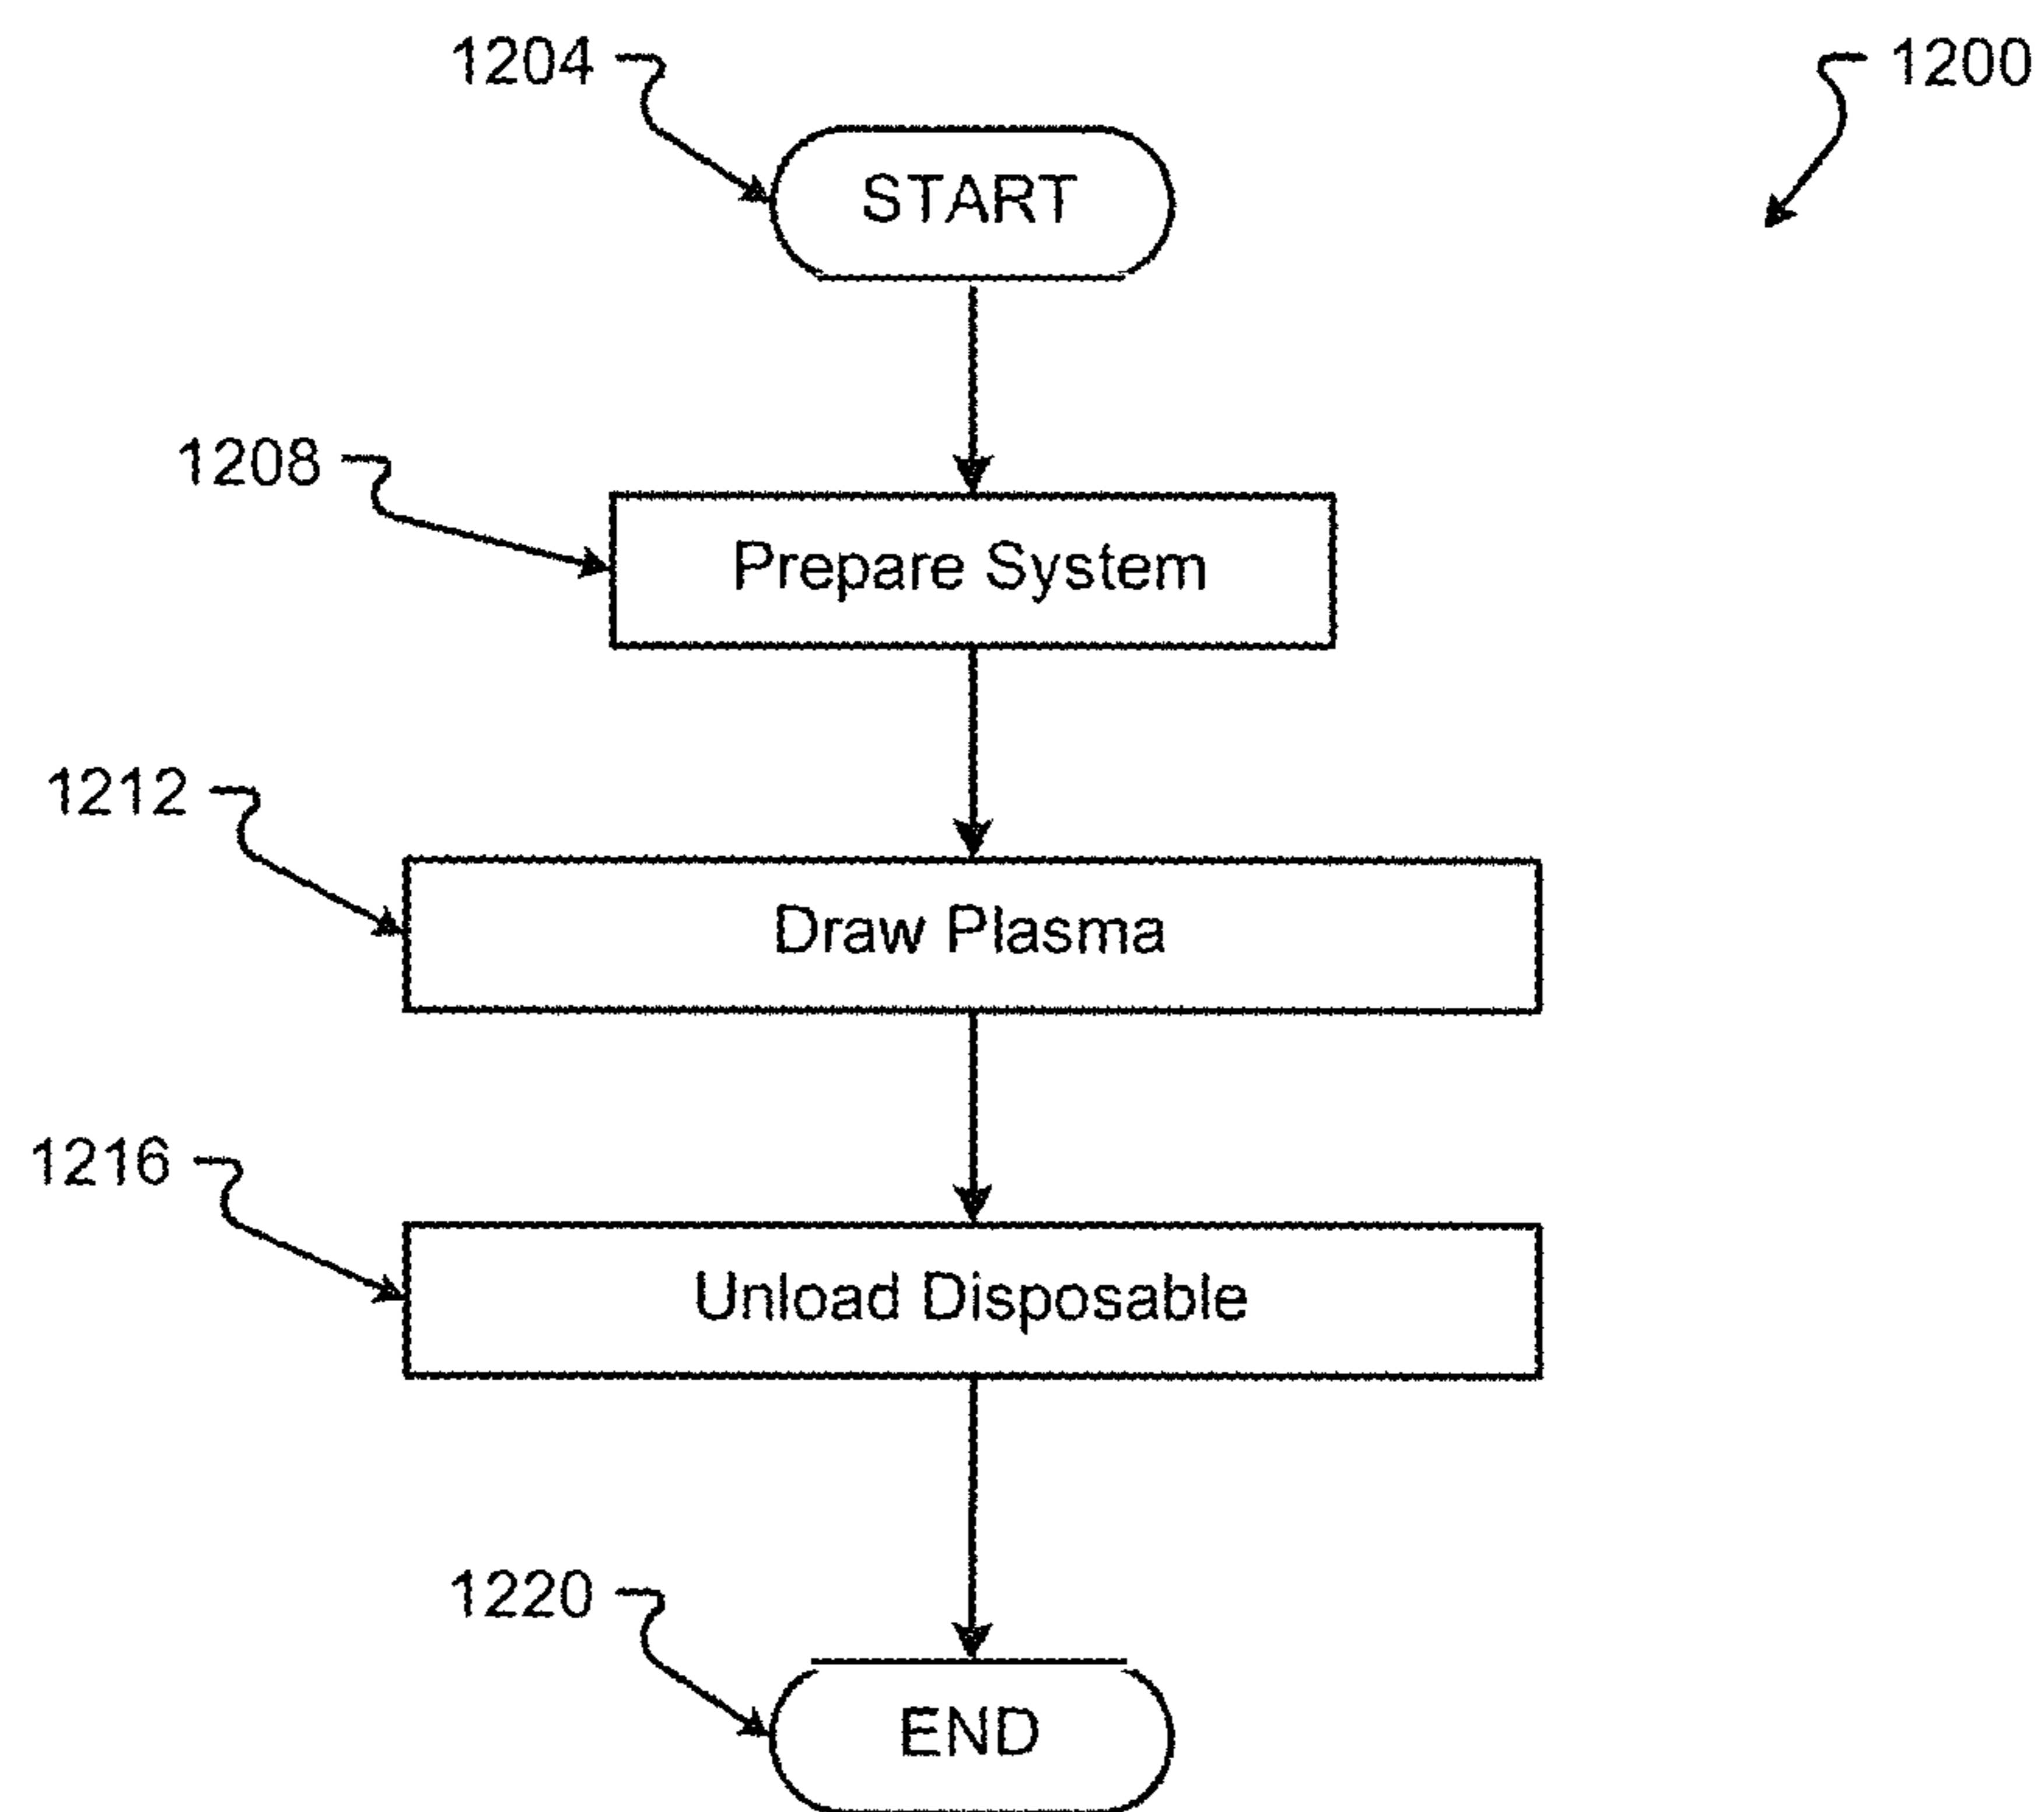 1204
1200
START
1208
Prepare System
1212
Draw Plasma
1216
Unload Disposable
1220
END